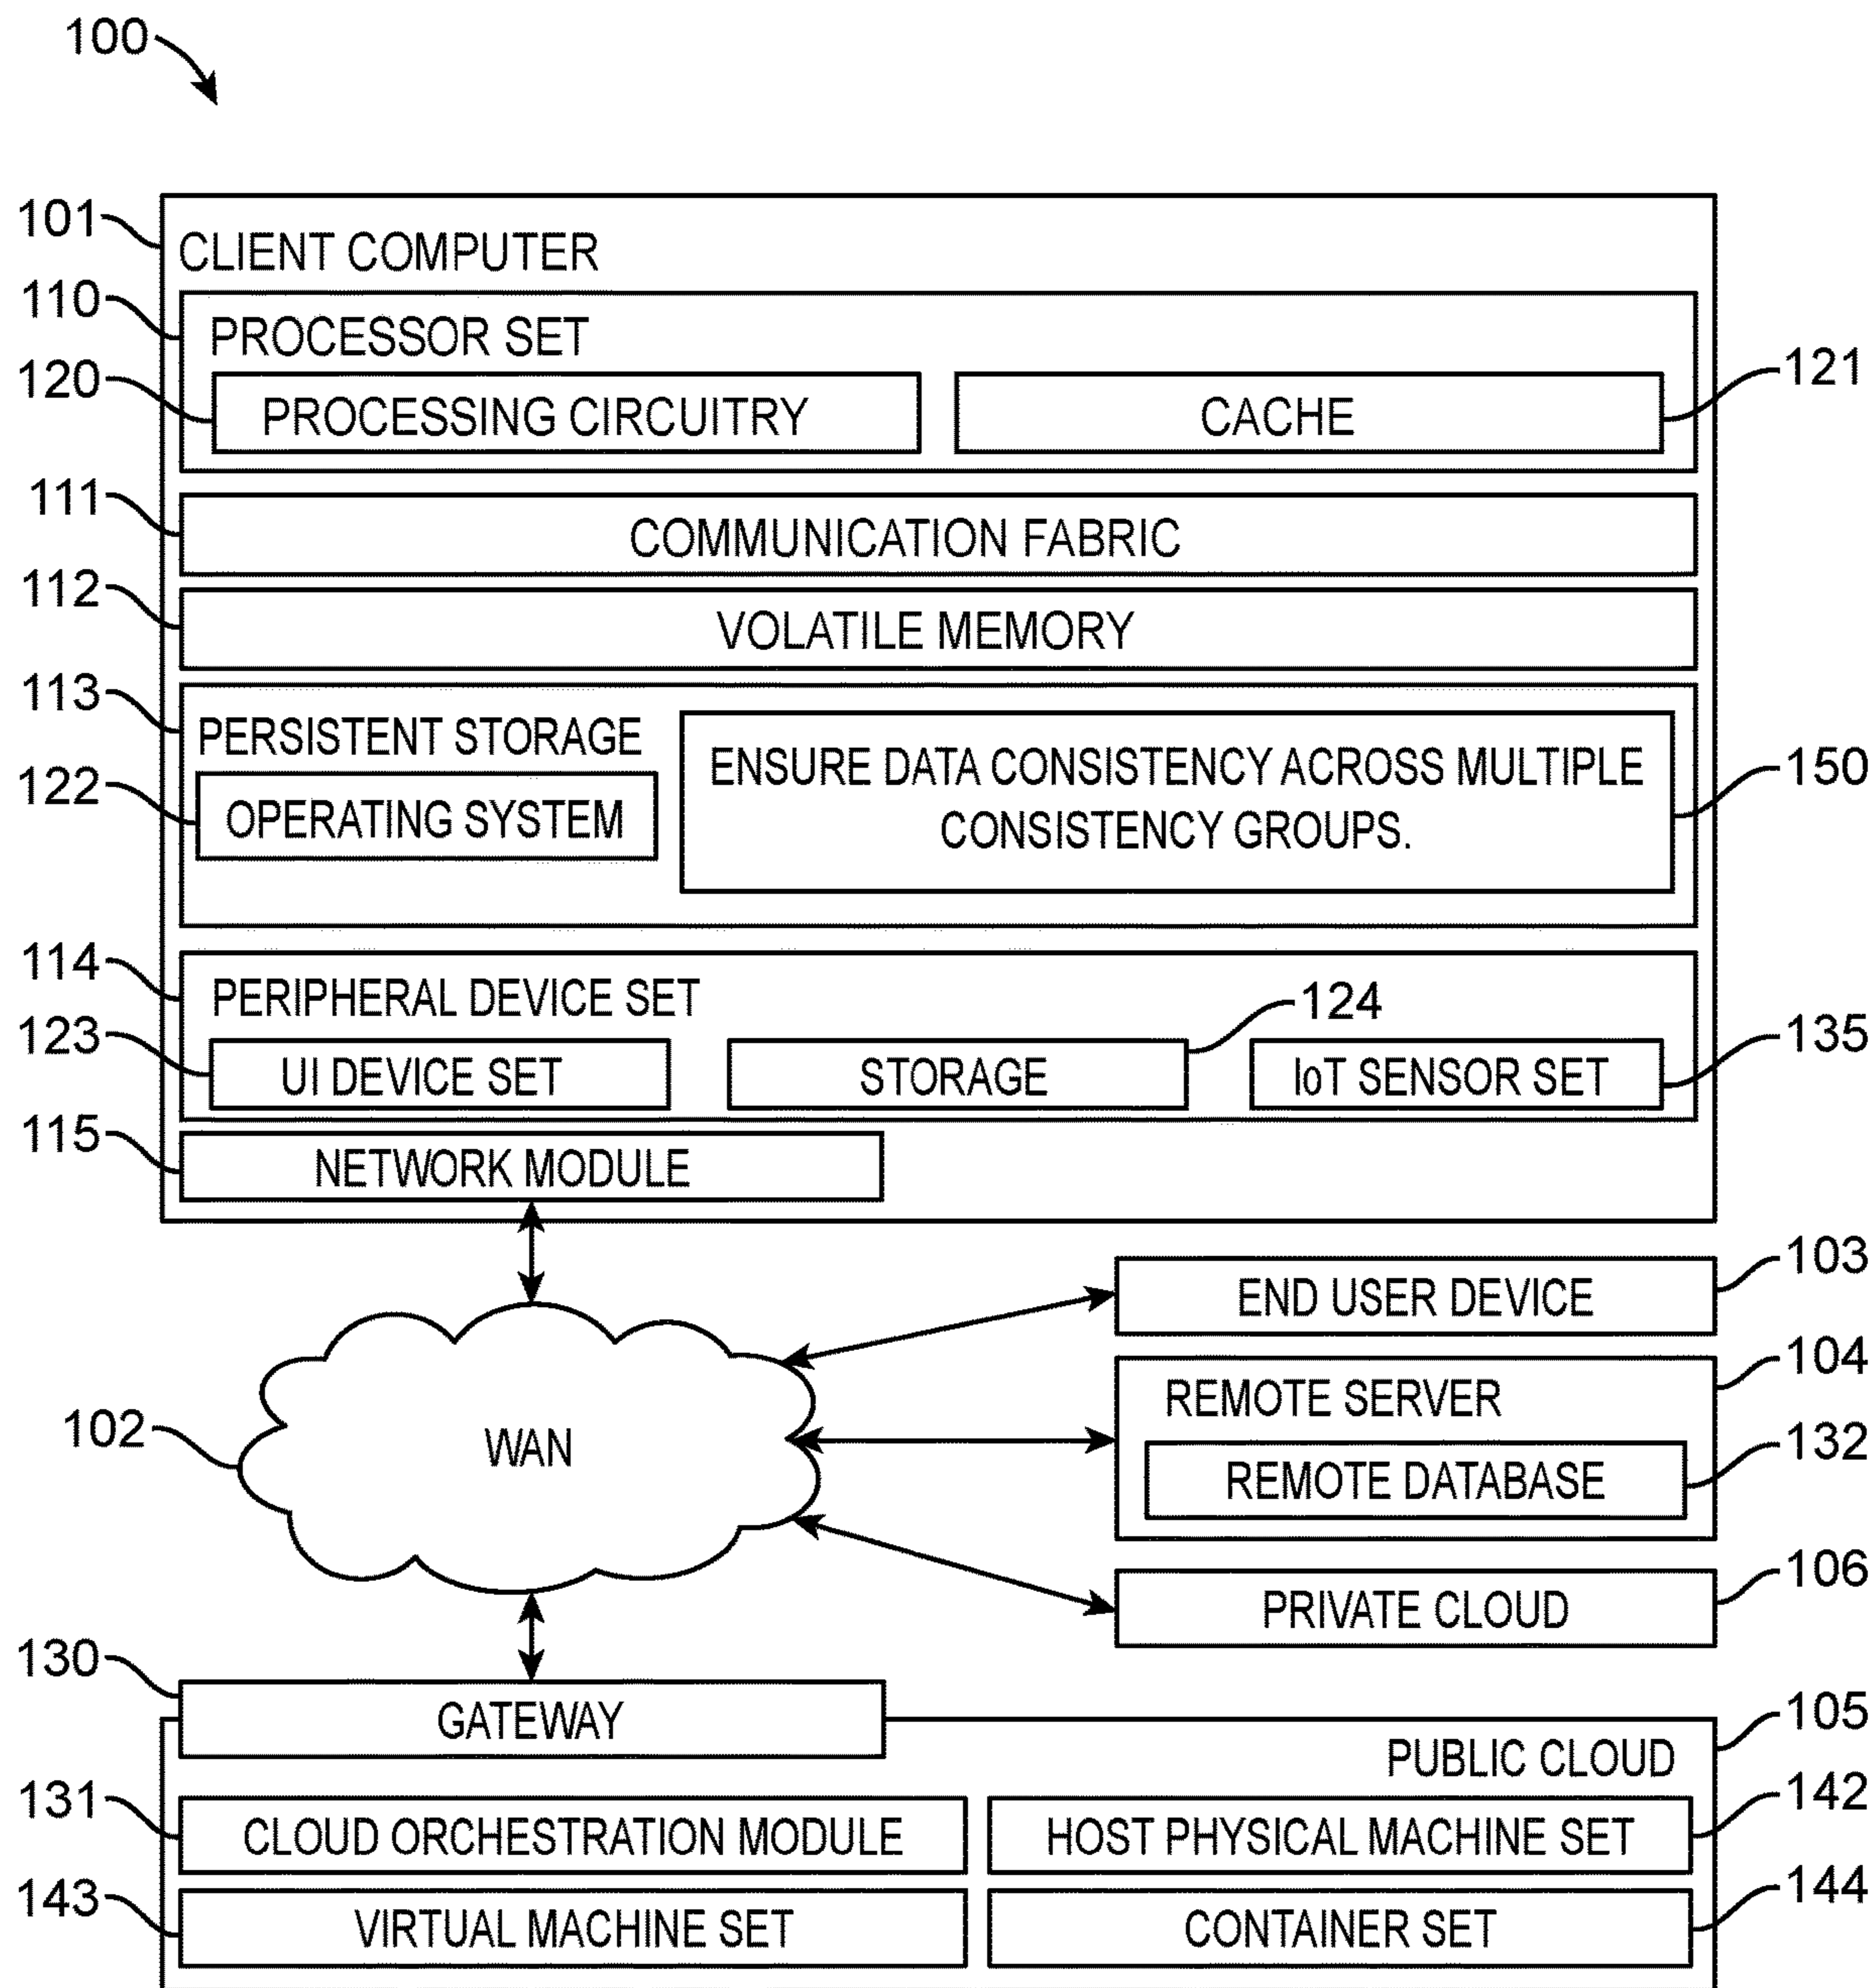 100
101
CLIENT COMPUTER
110
PROCESSOR SET
120
PROCESSING CIRCUITRY
CACHE
121
111
COMMUNICATION FABRIC
112
VOLATILE MEMORY
113
PERSISTENT STORAGE
122
OPERATING SYSTEM
ENSURE DATA CONSISTENCY ACROSS MULTIPLE
CONSISTENCY GROUPS.
150
114
PERIPHERAL DEVICE SET
123
UI DEVICE SET
124
STORAGE
135
IoT SENSOR SET
115
NETWORK MODULE
103
END USER DEVICE
104
REMOTE SERVER
102
WAN
132
REMOTE DATABASE
106
PRIVATE CLOUD
130
GATEWAY
105
PUBLIC CLOUD
131
CLOUD ORCHESTRATION MODULE
HOST PHYSICAL MACHINE SET
142
143
VIRTUAL MACHINE SET
CONTAINER SET
144